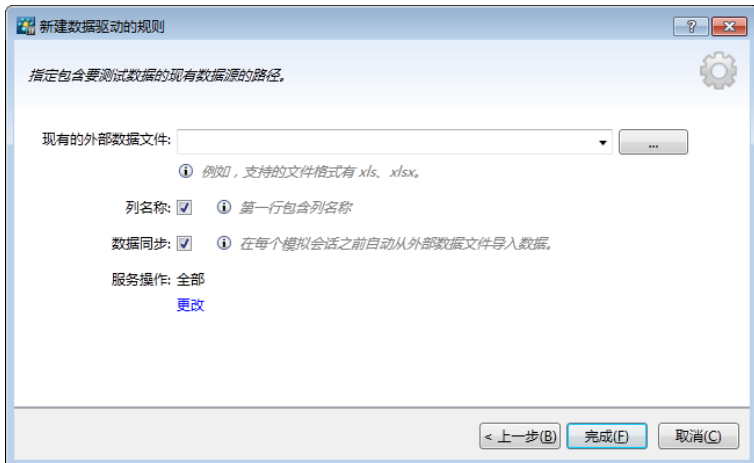 新建数据驱动的规则
指定包含要测试数据的现有数据源的路径。
现有的外部数据文件:
...
例如，支持的文件格式有 xls、xlsx。
列名称: 第一行包含列名称
数据同步: 在每个模拟会话之前自动从外部数据文件导入数据。
服务操作: 全部
更改
< 上一步(B) 完成(F) 取消(C)